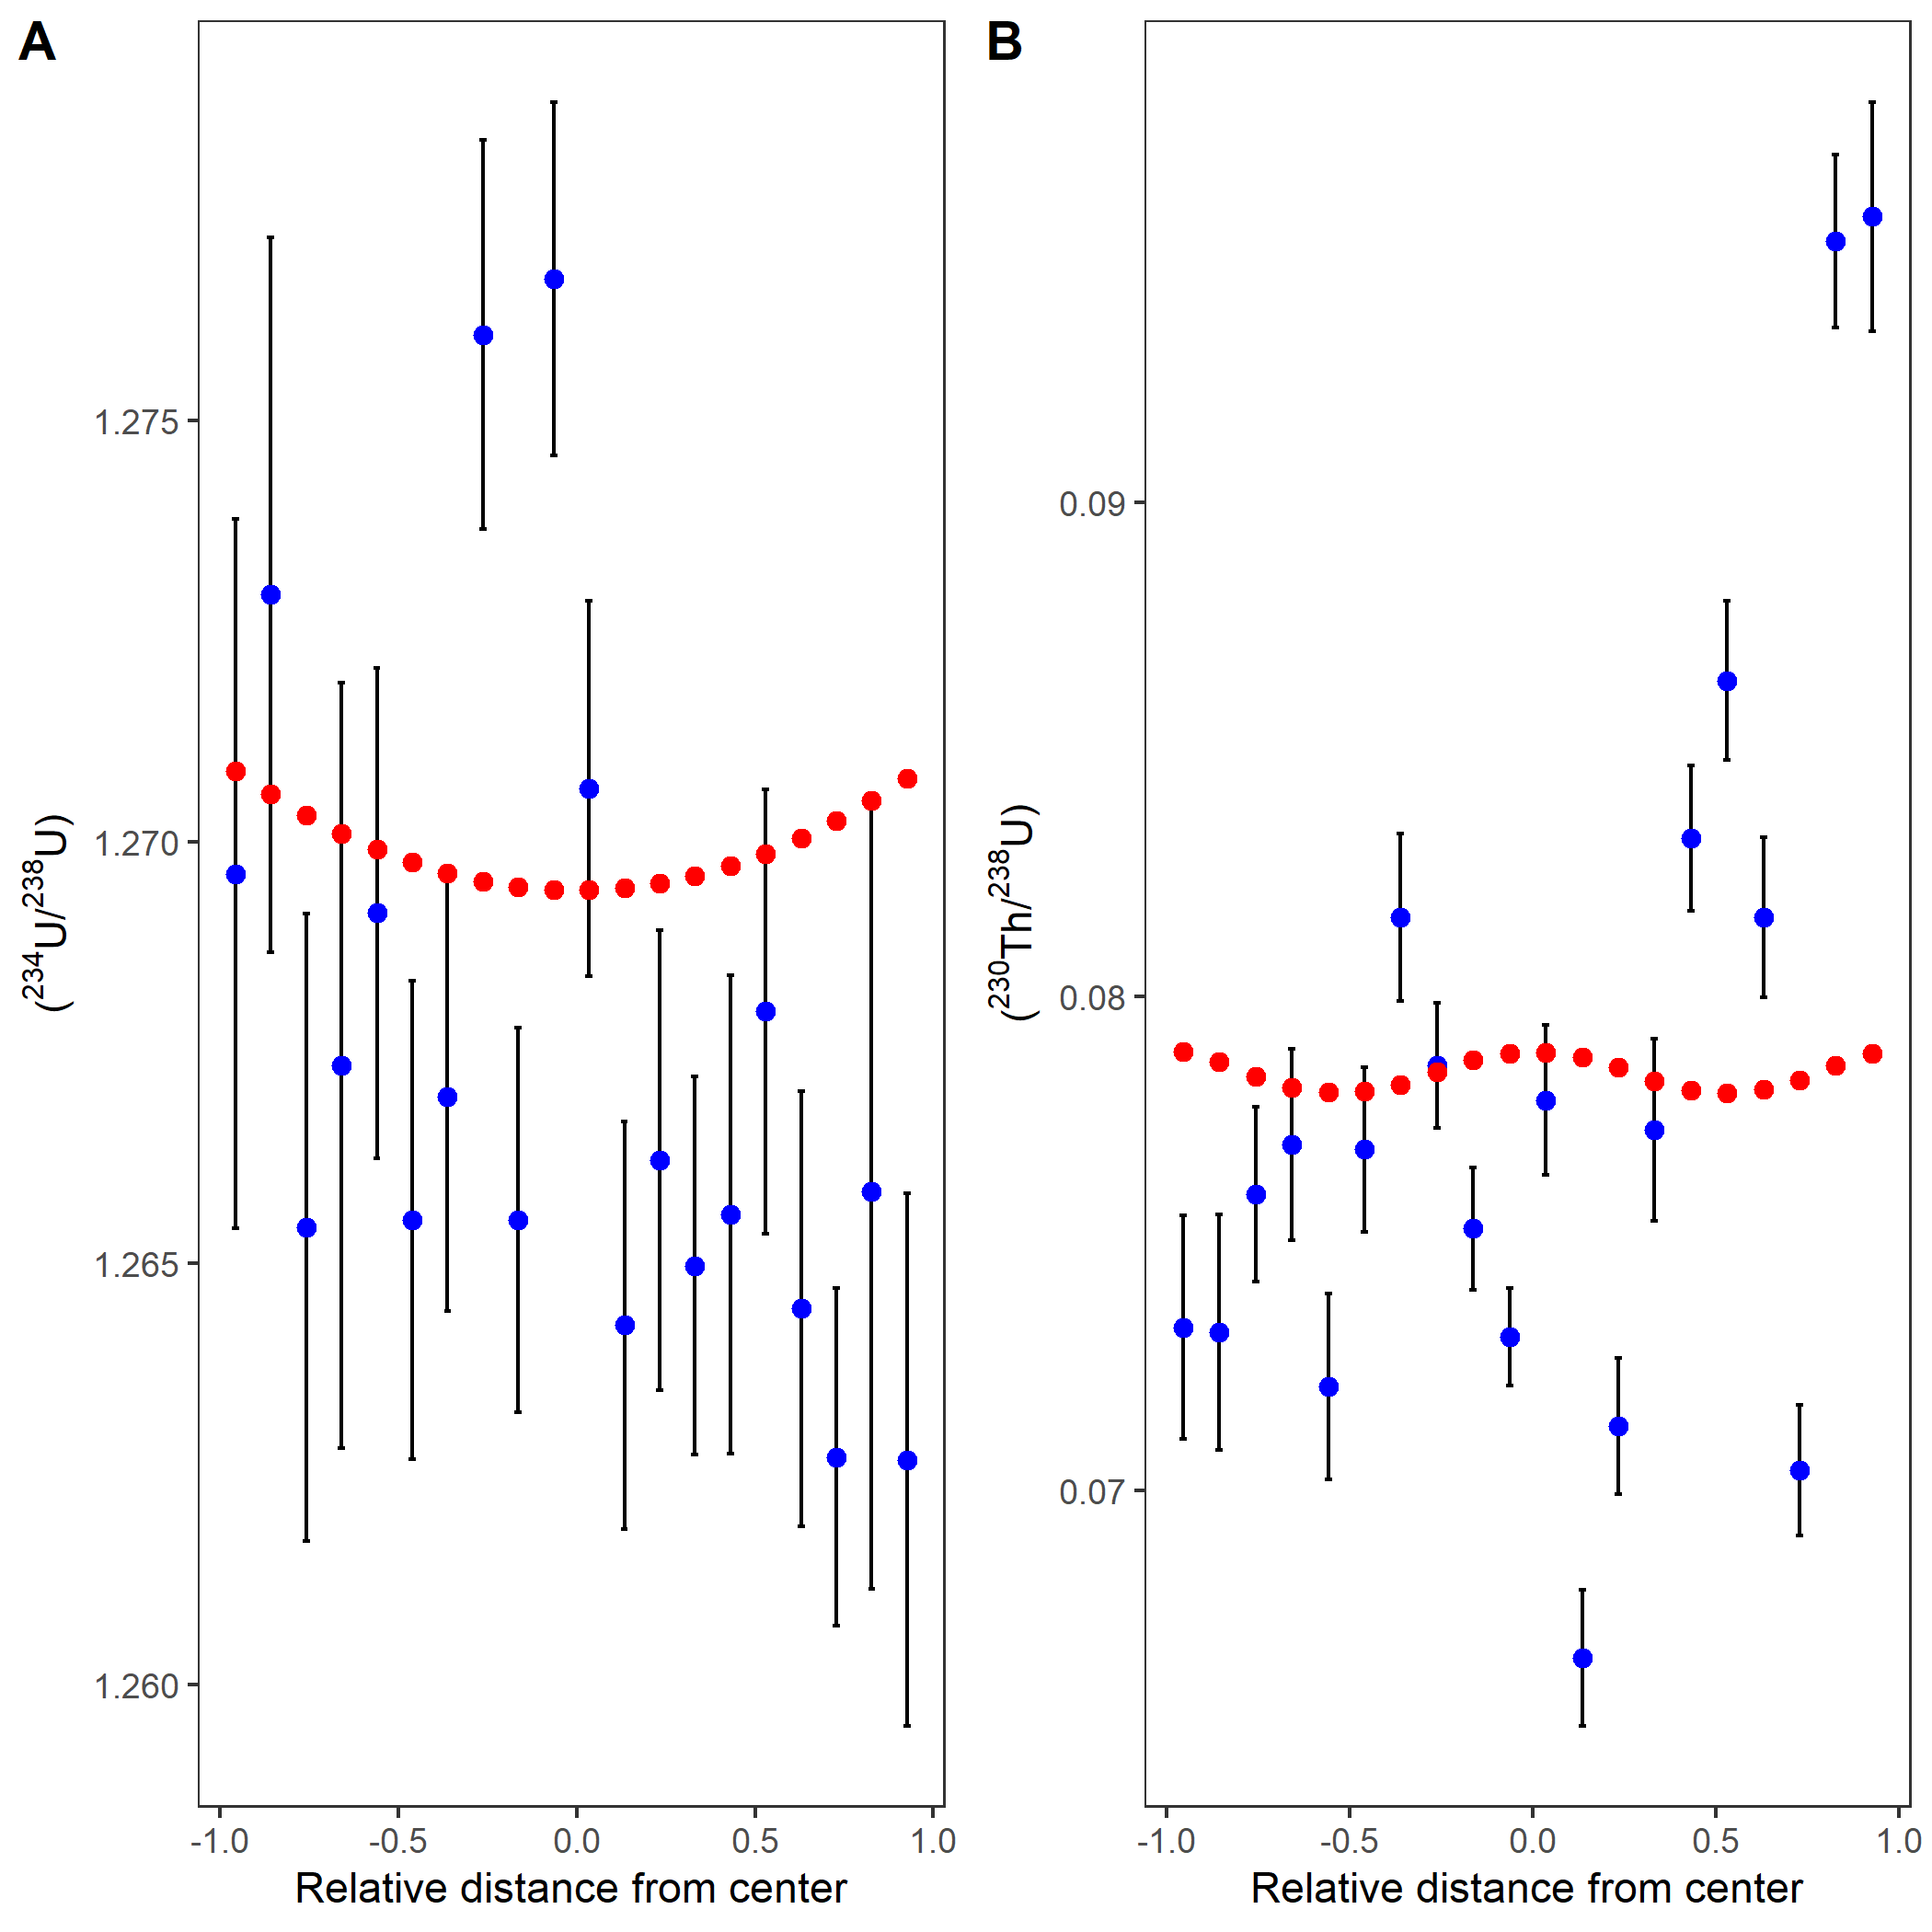 A
B
1.275
1.270
1.265
1.260
(²³⁴U/²³⁸U)
-1.0 -0.5 0.0 0.5 1.0
Relative distance from center
0.09
0.08
0.07
(²³⁰Th/²³⁸U)
-1.0 -0.5 0.0 0.5 1.0
Relative distance from center